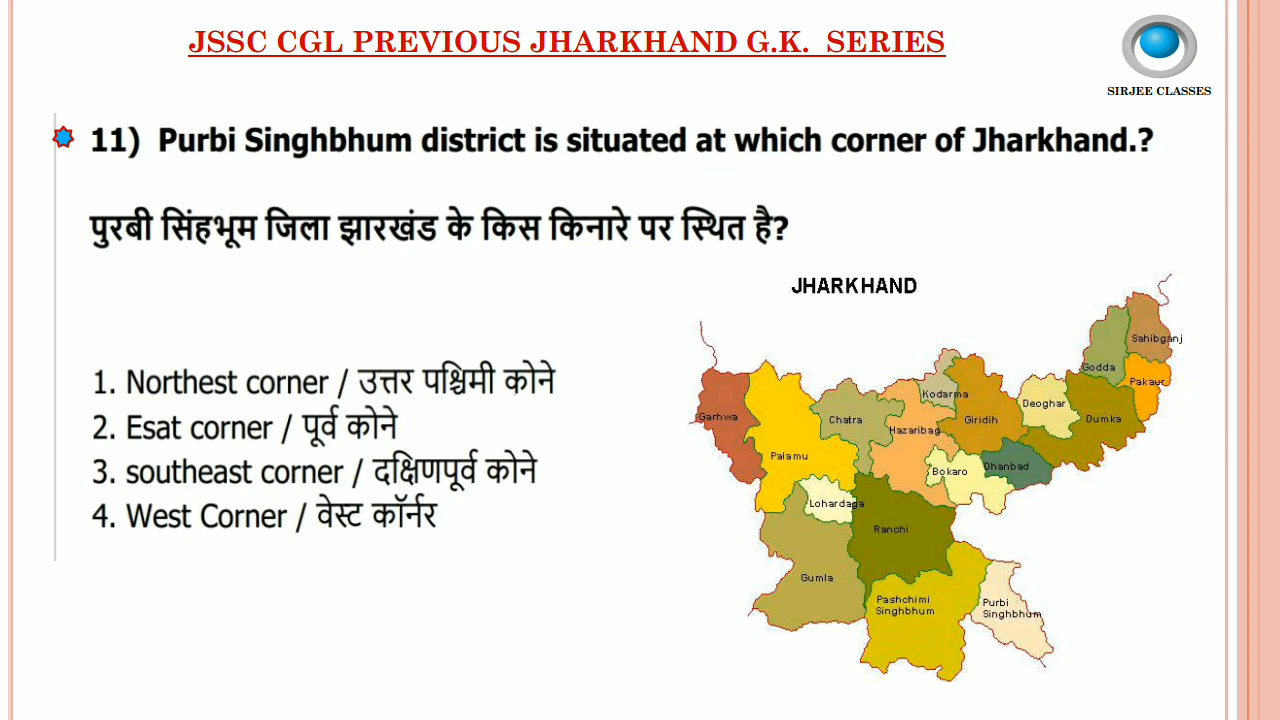 JSSC CGL PREVIOUS JHARKHAND G.K. SERIES
SIRJEE CLASSES
11) Purbi Singhbhum district is situated at which corner of Jharkhand.?
पुरबी सिंहभूम जिला झारखंड के किस किनारे पर स्थित है?
1. Northest corner / उत्तर पश्चिमी कोने
2. Esat corner / पूर्व कोने
3. southeast corner / दक्षिणपूर्व कोने
4. West Corner / वेस्ट कॉर्नर
JHARKHAND
Sahibganj
Godda
Pakaur
Kodarma
Deoghar
Garhwa
Chatra
Hazaribag
Giridih
Dumka
Palamu
Bokaro
Dhanbad
Lohardaga
Ranchi
Gumla
Pashchimi
Singhbhum
Purbi
Singhbhum